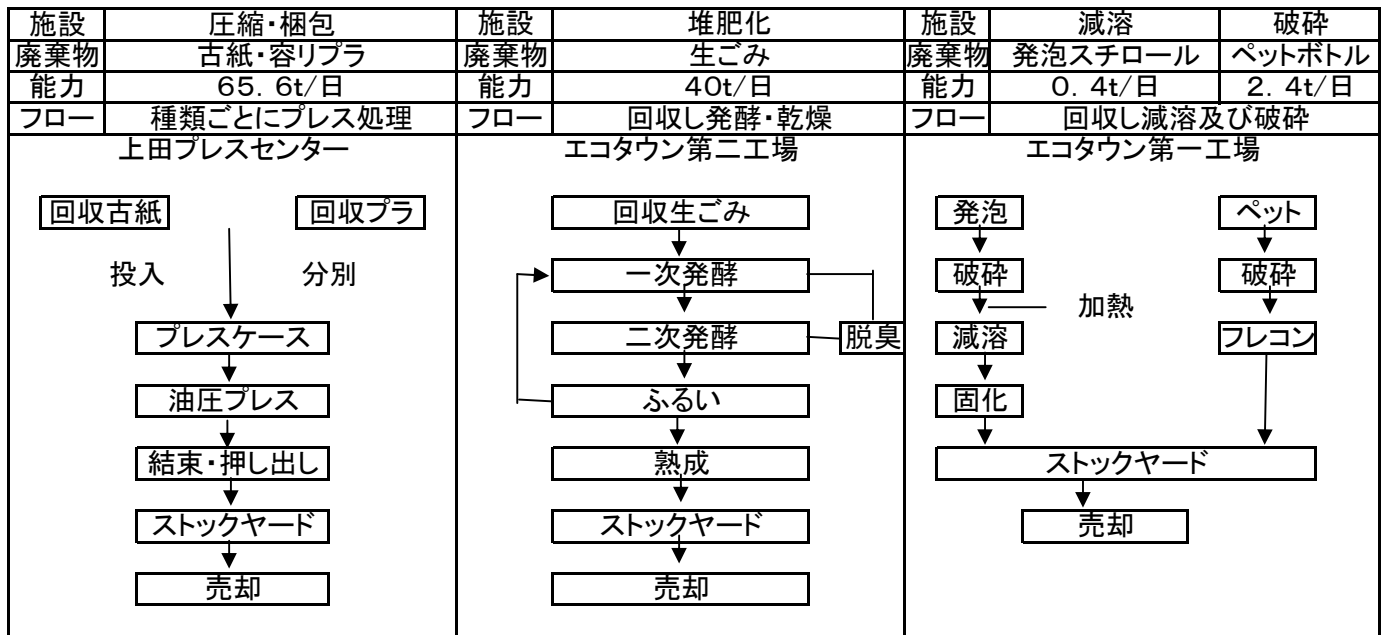 施設 圧縮・梱包 施設 堆肥化 施設 減溶 破砕
廃棄物 古紙・容リプラ 廃棄物 生ごみ 廃棄物 発泡スチロール ペットボトル
能力 65.6t/日 能力 40t/日 能力 0.4t/日 2.4t/日
フロー 種類ごとにプレス処理 フロー 回収し発酵・乾燥 フロー 回収し減溶及び破砕
上田プレスセンター
回収古紙 回収プラ
投入 分別
プレスケース
油圧プレス
結束・押し出し
ストックヤード
売却
エコタウン第二工場
回収生ごみ
一次発酵
二次発酵 脱臭
ふるい
熟成
ストックヤード
売却
エコタウン第一工場
発泡 ペット
破砕 破砕
加熱
減溶 フレコン
固化
ストックヤード
売却